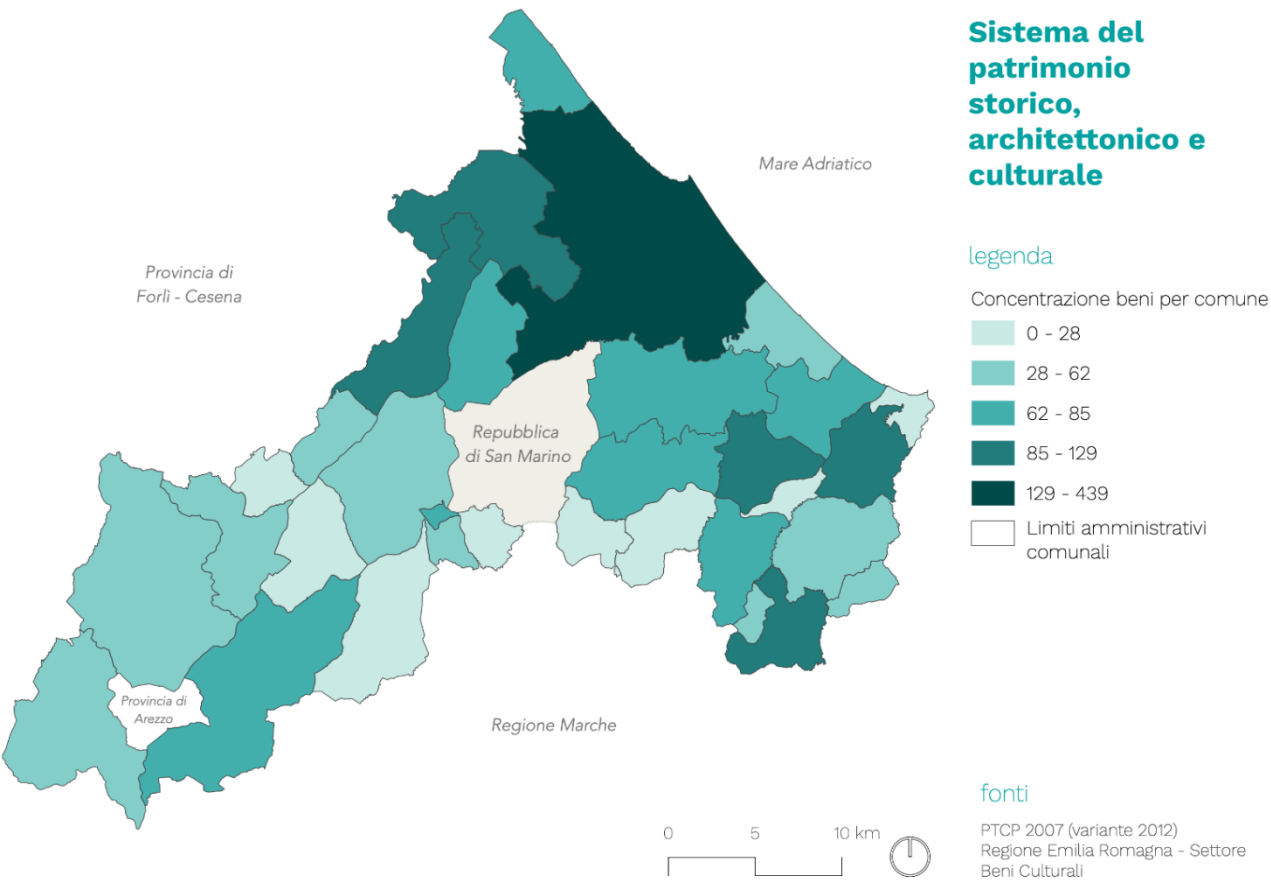 Sistema del
patrimonio
storico,
architettonico e
culturale
Mare Adriatico
Provincia di
Forlì - Cesena
legenda
Concentrazione beni per comune
0 - 28
28 - 62
62 - 85
85 - 129
129 - 439
Limiti amministrativi
comunali
Repubblica
di San Marino
Provincia di
Arezzo
Regione Marche
fonti
PTCP 2007 (variante 2012)
Regione Emilia Romagna - Settore
Beni Culturali
0 5 10 km